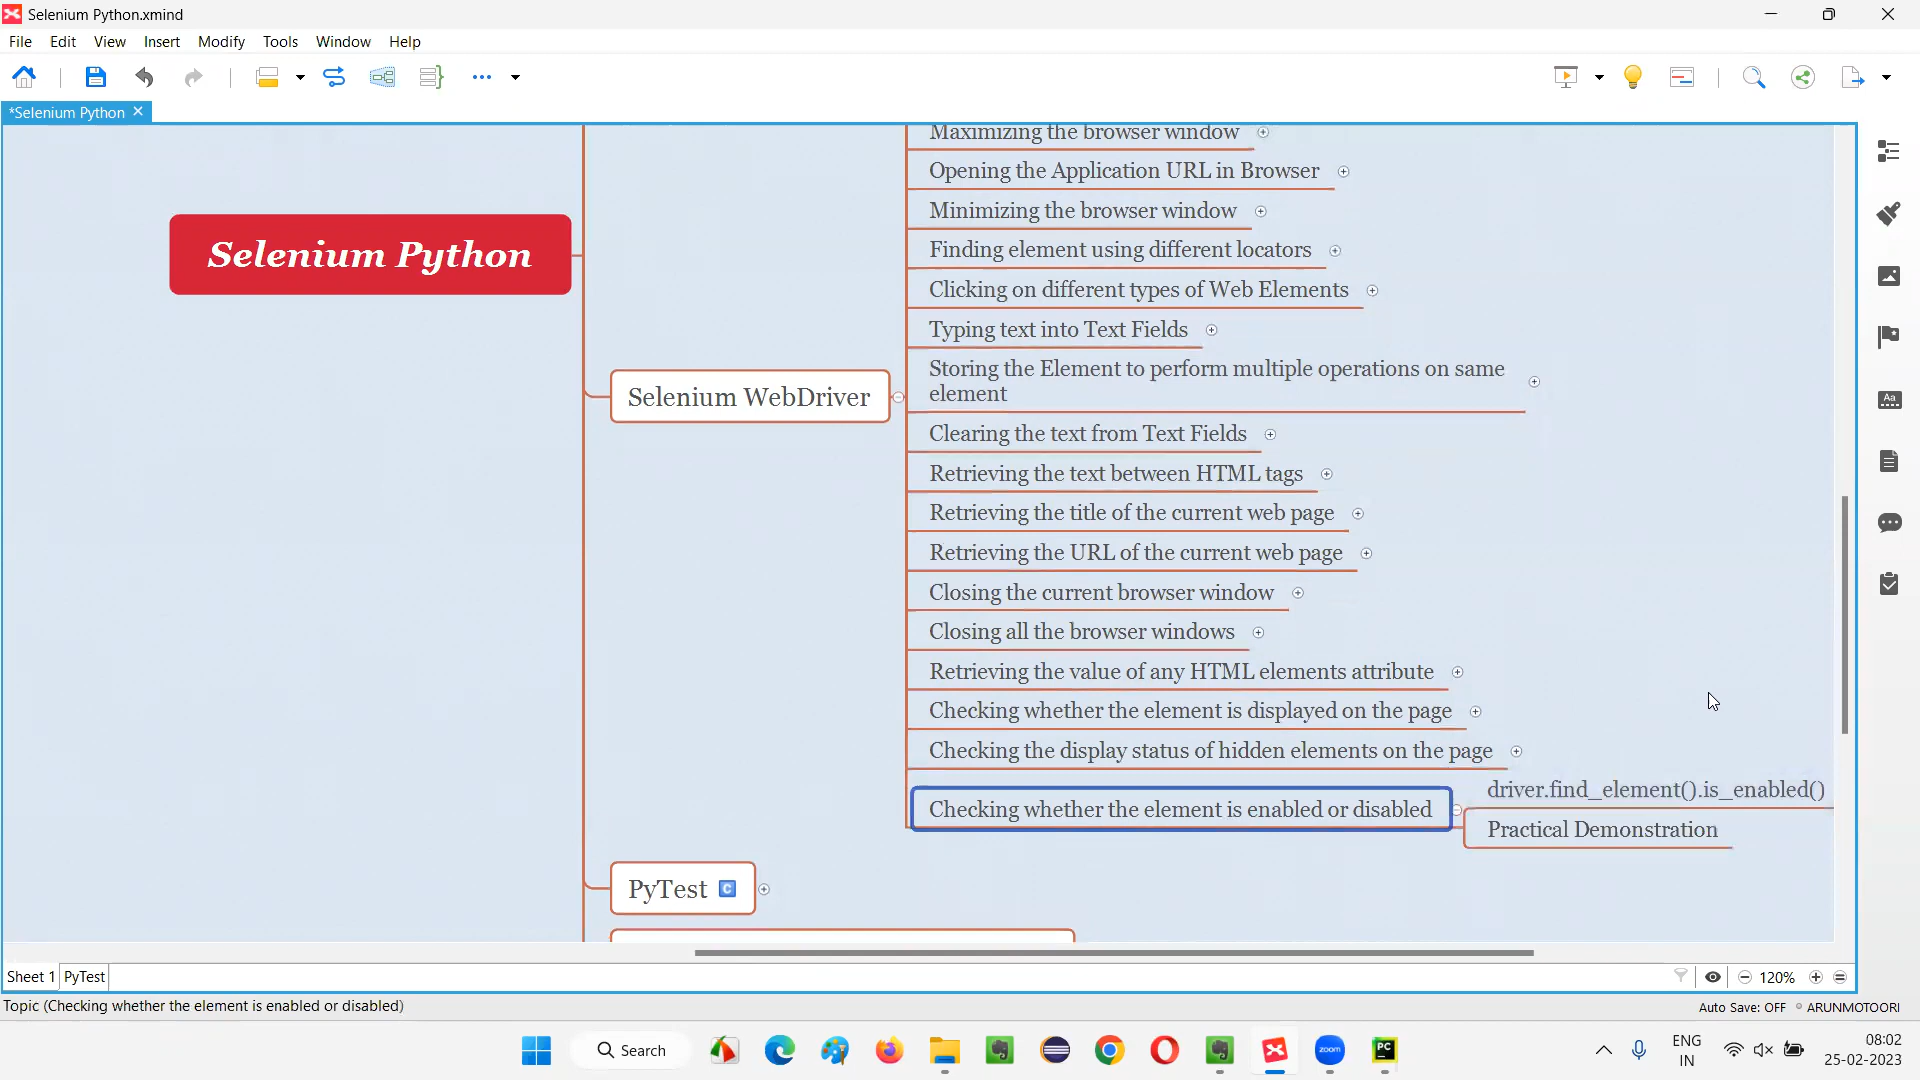 Selenium Python.xmind
File Edit View Insert Modify Tools Window Help
*Selenium Python
Maximizing the browser window
Opening the Application URL in Browser
Minimizing the browser window
Finding element using different locators
Clicking on different types of Web Elements
Typing text into Text Fields
Storing the Element to perform multiple operations on same
element
Clearing the text from Text Fields
Retrieving the text between HTML tags
Retrieving the title of the current web page
Retrieving the URL of the current web page
Closing the current browser window
Closing all the browser windows
Retrieving the value of any HTML elements attribute
Checking whether the element is displayed on the page
Checking the display status of hidden elements on the page
Checking whether the element is enabled or disabled
driver.find_element().is_enabled()
Practical Demonstration
Selenium Python
Selenium WebDriver
PyTest C
Aa
Sheet 1 PyTest
120%
Topic (Checking whether the element is enabled or disabled)
Auto Save: OFF ARUNMOTOORI
Search
zoom
PC
ENG
IN
08:02
25-02-2023